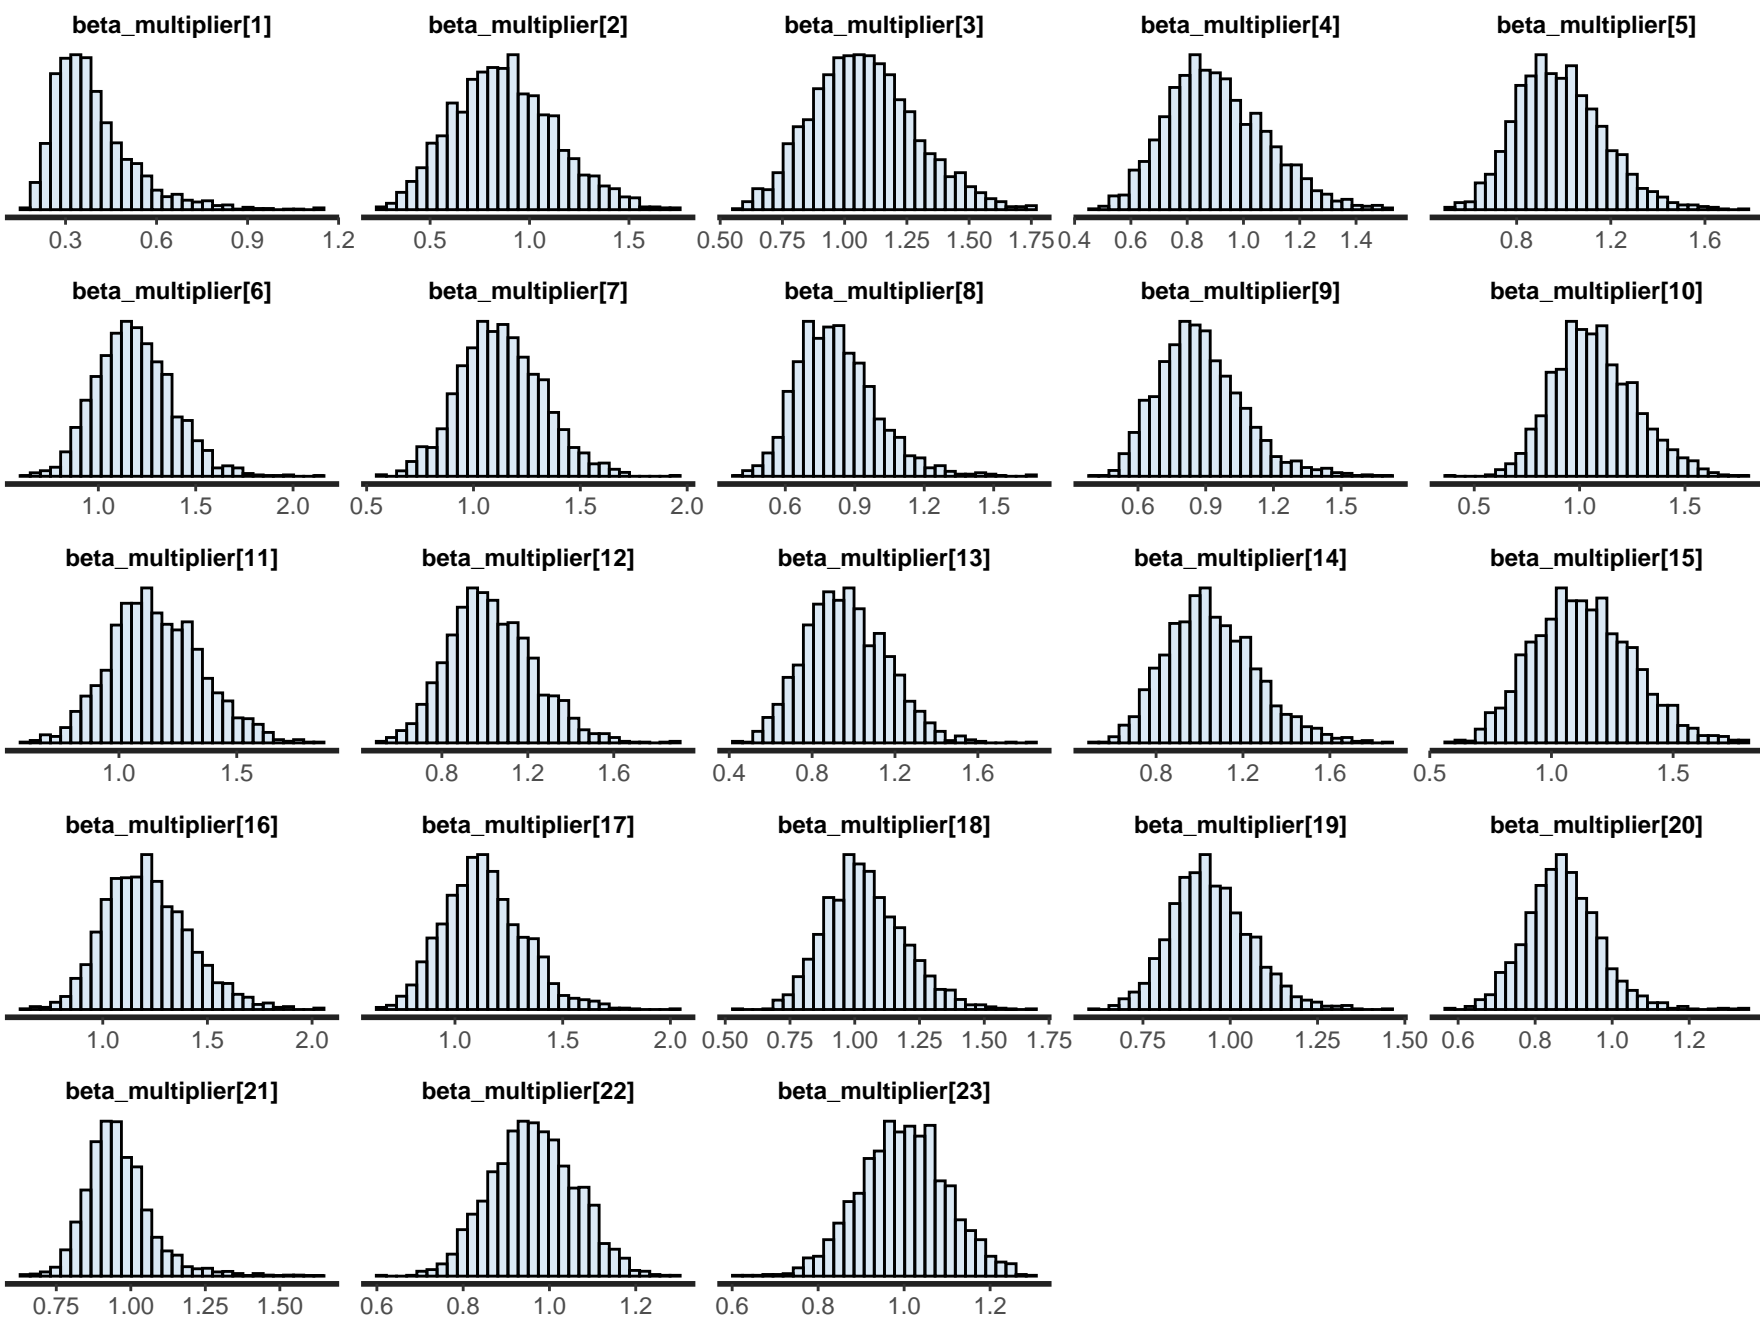 beta_multiplier[1] beta_multiplier[2] beta_multiplier[3] beta_multiplier[4] beta_multiplier[5]
0.3 0.6 0.9 1.2 0.5 1.0 1.5 0.50 0.75 1.00 1.25 1.50 1.75 0.4 0.6 0.8 1.0 1.2 1.4 0.8 1.2 1.6
beta_multiplier[6] beta_multiplier[7] beta_multiplier[8] beta_multiplier[9] beta_multiplier[10]
1.0 1.5 2.0 0.5 1.0 1.5 2.0 0.6 0.9 1.2 1.5 0.6 0.9 1.2 1.5 0.5 1.0 1.5
beta_multiplier[11] beta_multiplier[12] beta_multiplier[13] beta_multiplier[14] beta_multiplier[15]
1.0 1.5 0.8 1.2 1.6 0.4 0.8 1.2 1.6 0.8 1.2 1.6 0.5 1.0 1.5
beta_multiplier[16] beta_multiplier[17] beta_multiplier[18] beta_multiplier[19] beta_multiplier[20]
1.0 1.5 2.0 1.0 1.5 2.0 0.50 0.75 1.00 1.25 1.50 1.75 0.75 1.00 1.25 1.50 0.6 0.8 1.0 1.2
beta_multiplier[21] beta_multiplier[22] beta_multiplier[23]
0.75 1.00 1.25 1.50 0.6 0.8 1.0 1.2 0.6 0.8 1.0 1.2